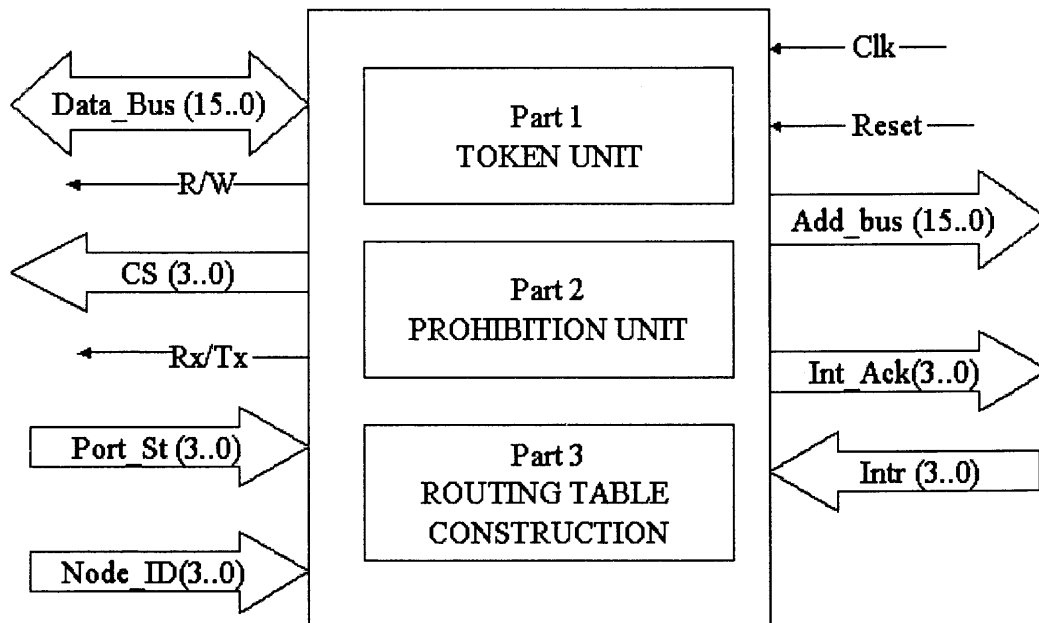 Data_Bus (15..0)
R/W
CS (3..0)
Rx/Tx
Port_St (3..0)
Node_ID(3..0)
Part 1
TOKEN UNIT
Part 2
PROHIBITION UNIT
Part 3
ROUTING TABLE
CONSTRUCTION
Clk
Reset
Add_bus (15..0)
Int_Ack(3..0)
Intr (3..0)